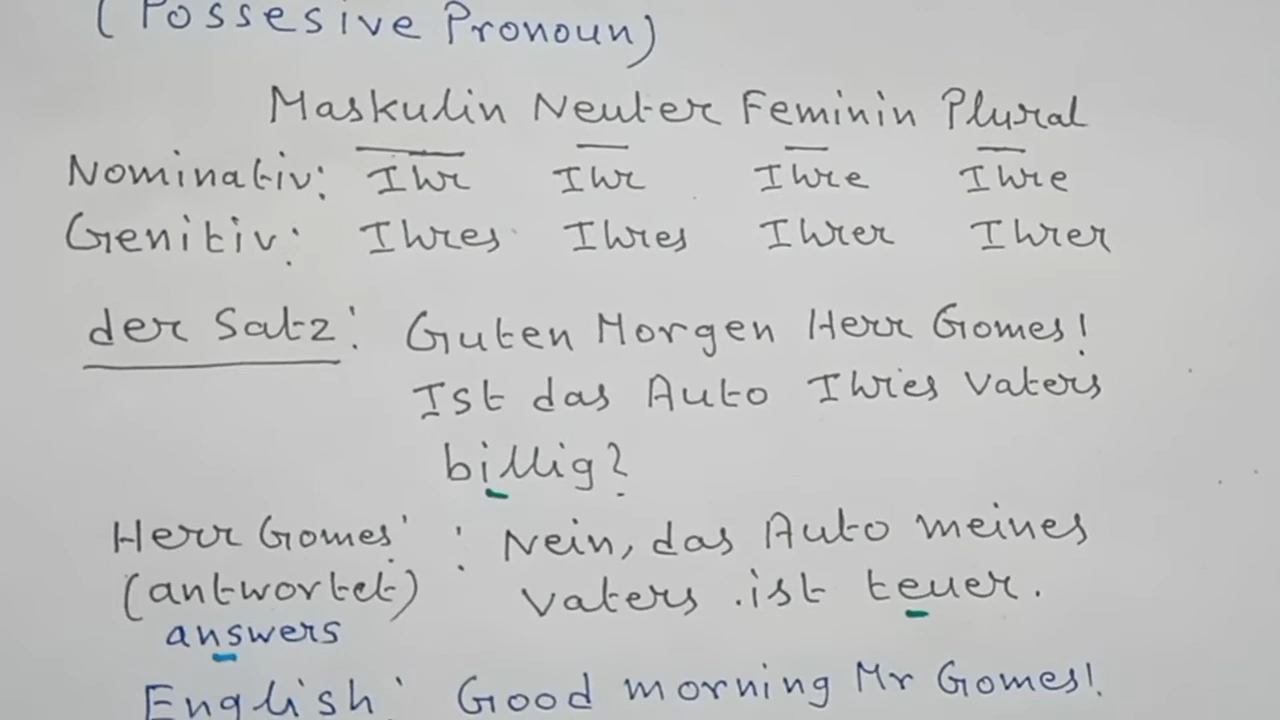 (Possesive Pronoun)
Maskulin Neuter Feminin Plural
Nominativ: Ihr Ihr Ihre Ihre
Genitiv: Ihres Ihres Ihrer Ihrer
der Satz: Guten Morgen Herr Gomes!
Ist das Auto Ihres Vaters
billig?
Herr Gomes : Nein, das Auto meines
(antwortet) Vaters ist teuer.
answers
English: Good morning Mr Gomes!